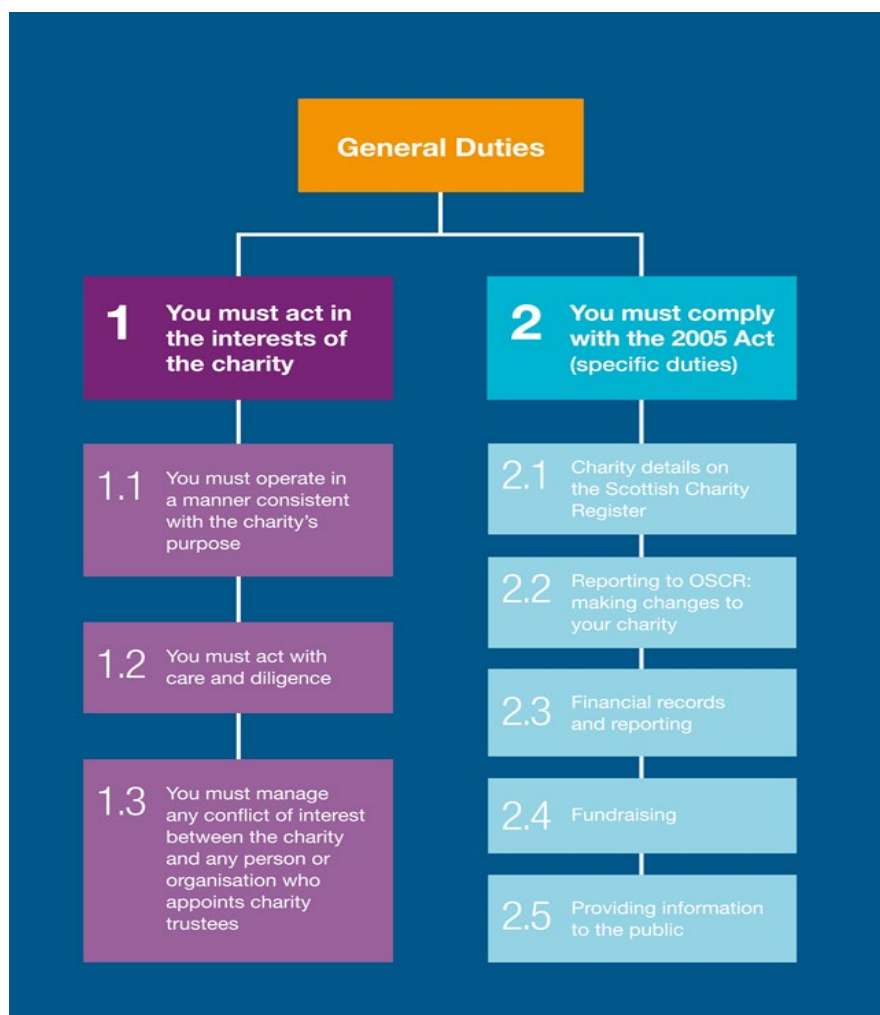 General Duties
1
You must act in
the interests of
the charity
1.1
You must operate in
a manner consistent
with the charity's
purpose
1.2
You must act with
care and diligence
1.3
You must manage
any conflict of interest
between the charity
and any person or
organisation who
appoints charity
trustees
2
You must comply
with the 2005 Act
(specific duties)
2.1
Charity details on
the Scottish Charity
Register
2.2
Reporting to OSCR:
making changes to
your charity
2.3
Financial records
and reporting
2.4
Fundraising
2.5
Providing information
to the public